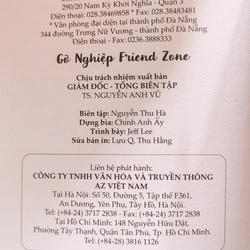 290/20 Nam Kỳ Khởi Nghĩa - Quận 3
Điện thoại: 028.38469858 * Fax: 028.38483481
* Văn phòng đại diện tại thành phố Đà Nẵng
344 đường Trưng Nữ Vương - thành phố Đà Nẵng
Điện thoại - Fax: 0236.3888333
Gỡ Nghiệp Friend Zone
Chịu trách nhiệm xuất bản
GIÁM ĐỐC - TỔNG BIÊN TẬP
TS. NGUYỄN ANH VŨ
Biên tập: Nguyễn Thu Hà
Dựng bìa: Chính Anh Ấy
Trình bày: Jeff Lee
Sửa bản in: Lưu Q, Thu Hằng
Liên hệ phát hành:
CÔNG TY TNHH VĂN HÓA VÀ TRUYỀN THÔNG
AZ VIỆT NAM
Tại Hà Nội: Số 50, Đường 5, Tập thể F361,
An Dương, Yên Phụ, Tây Hồ, Hà Nội.
Tel: (+84-24) 3717 2838 - Fax: (+84-24) 3717 2838
Tại Hồ Chí Minh: 148 Nguyễn Hữu Dật,
Phường Tây Thạnh, Quận Tân Phú, Tp. Hồ Chí Minh.
Tel: (+84-28) 3816 1126